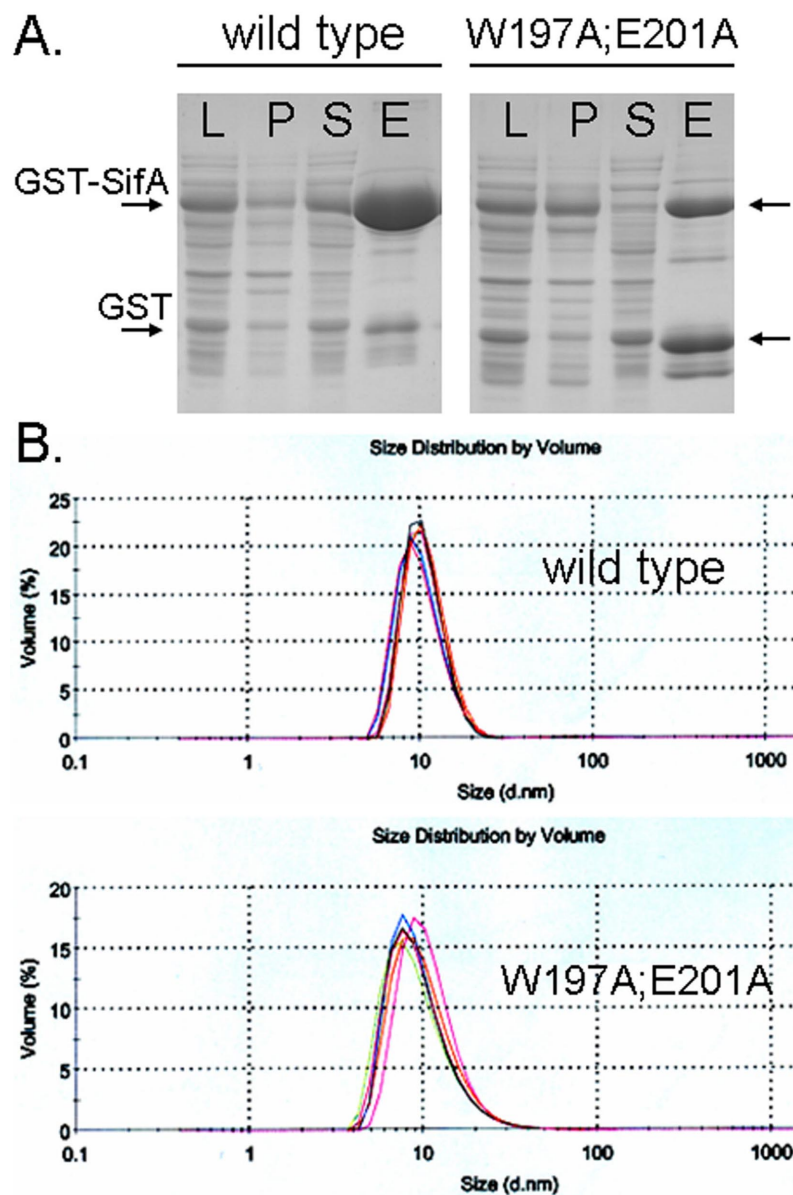 A.
wild type
W197A;E201A
L P S E
L P S E
GST-SifA
GST
B.
Size Distribution by Volume
Volume (%)
25
20
15
10
5
0
wild type
0.1 1 10 100 1000
Size (d.nm)
Size Distribution by Volume
Volume (%)
20
15
10
5
0
W197A;E201A
0.1 1 10 100 1000
Size (d.nm)